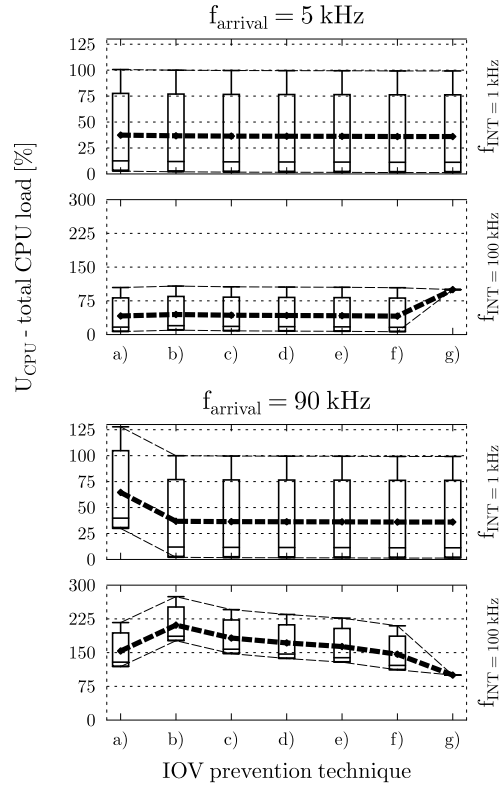 f_arrival = 5 kHz
125
100
75
50
25
0
f_INT = 1 kHz
300
225
150
75
0
f_INT = 100 kHz
a) b) c) d) e) f) g)
U_CPU - total CPU load [%]
f_arrival = 90 kHz
125
100
75
50
25
0
f_INT = 1 kHz
300
225
150
75
0
f_INT = 100 kHz
a) b) c) d) e) f) g)
IOV prevention technique